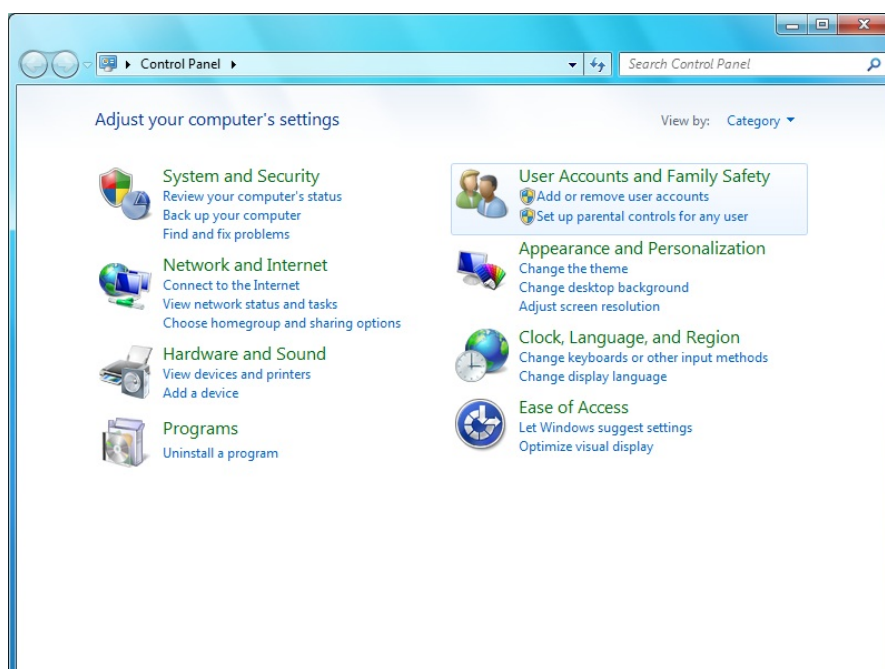 Control Panel
Search Control Panel
Adjust your computer's settings
View by: Category
System and Security
Review your computer's status
Back up your computer
Find and fix problems
Network and Internet
Connect to the Internet
View network status and tasks
Choose homegroup and sharing options
Hardware and Sound
View devices and printers
Add a device
Programs
Uninstall a program
User Accounts and Family Safety
Add or remove user accounts
Set up parental controls for any user
Appearance and Personalization
Change the theme
Change desktop background
Adjust screen resolution
Clock, Language, and Region
Change keyboards or other input methods
Change display language
Ease of Access
Let Windows suggest settings
Optimize visual display